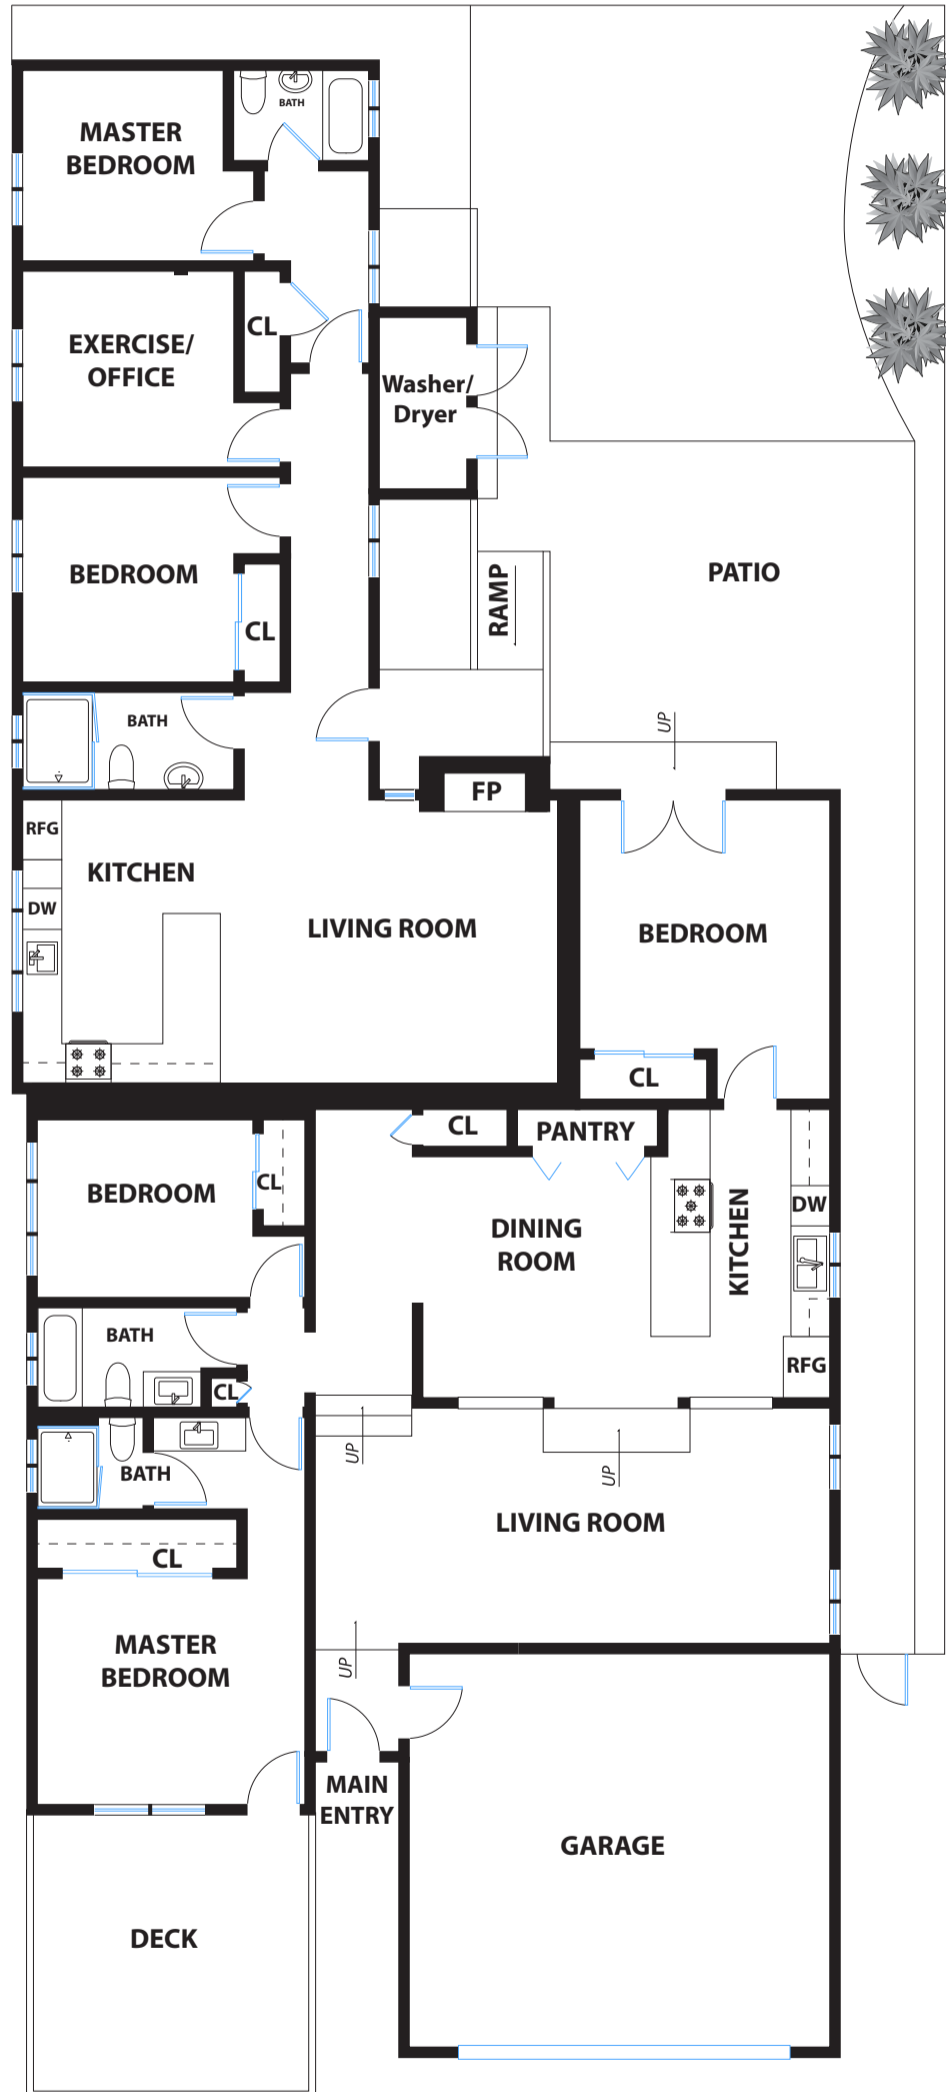 BATH
MASTER
BEDROOM
CL
EXERCISE/
OFFICE
Washer/
Dryer
BEDROOM
CL
RAMP
PATIO
BATH
UP
FP
RFG
KITCHEN
DW
LIVING ROOM
BEDROOM
CL
CL
PANTRY
BEDROOM
CL
DINING
ROOM
KITCHEN
DW
BATH
RFG
CL
UP
UP
BATH
LIVING ROOM
CL
MASTER
BEDROOM
UP
MAIN
ENTRY
GARAGE
DECK